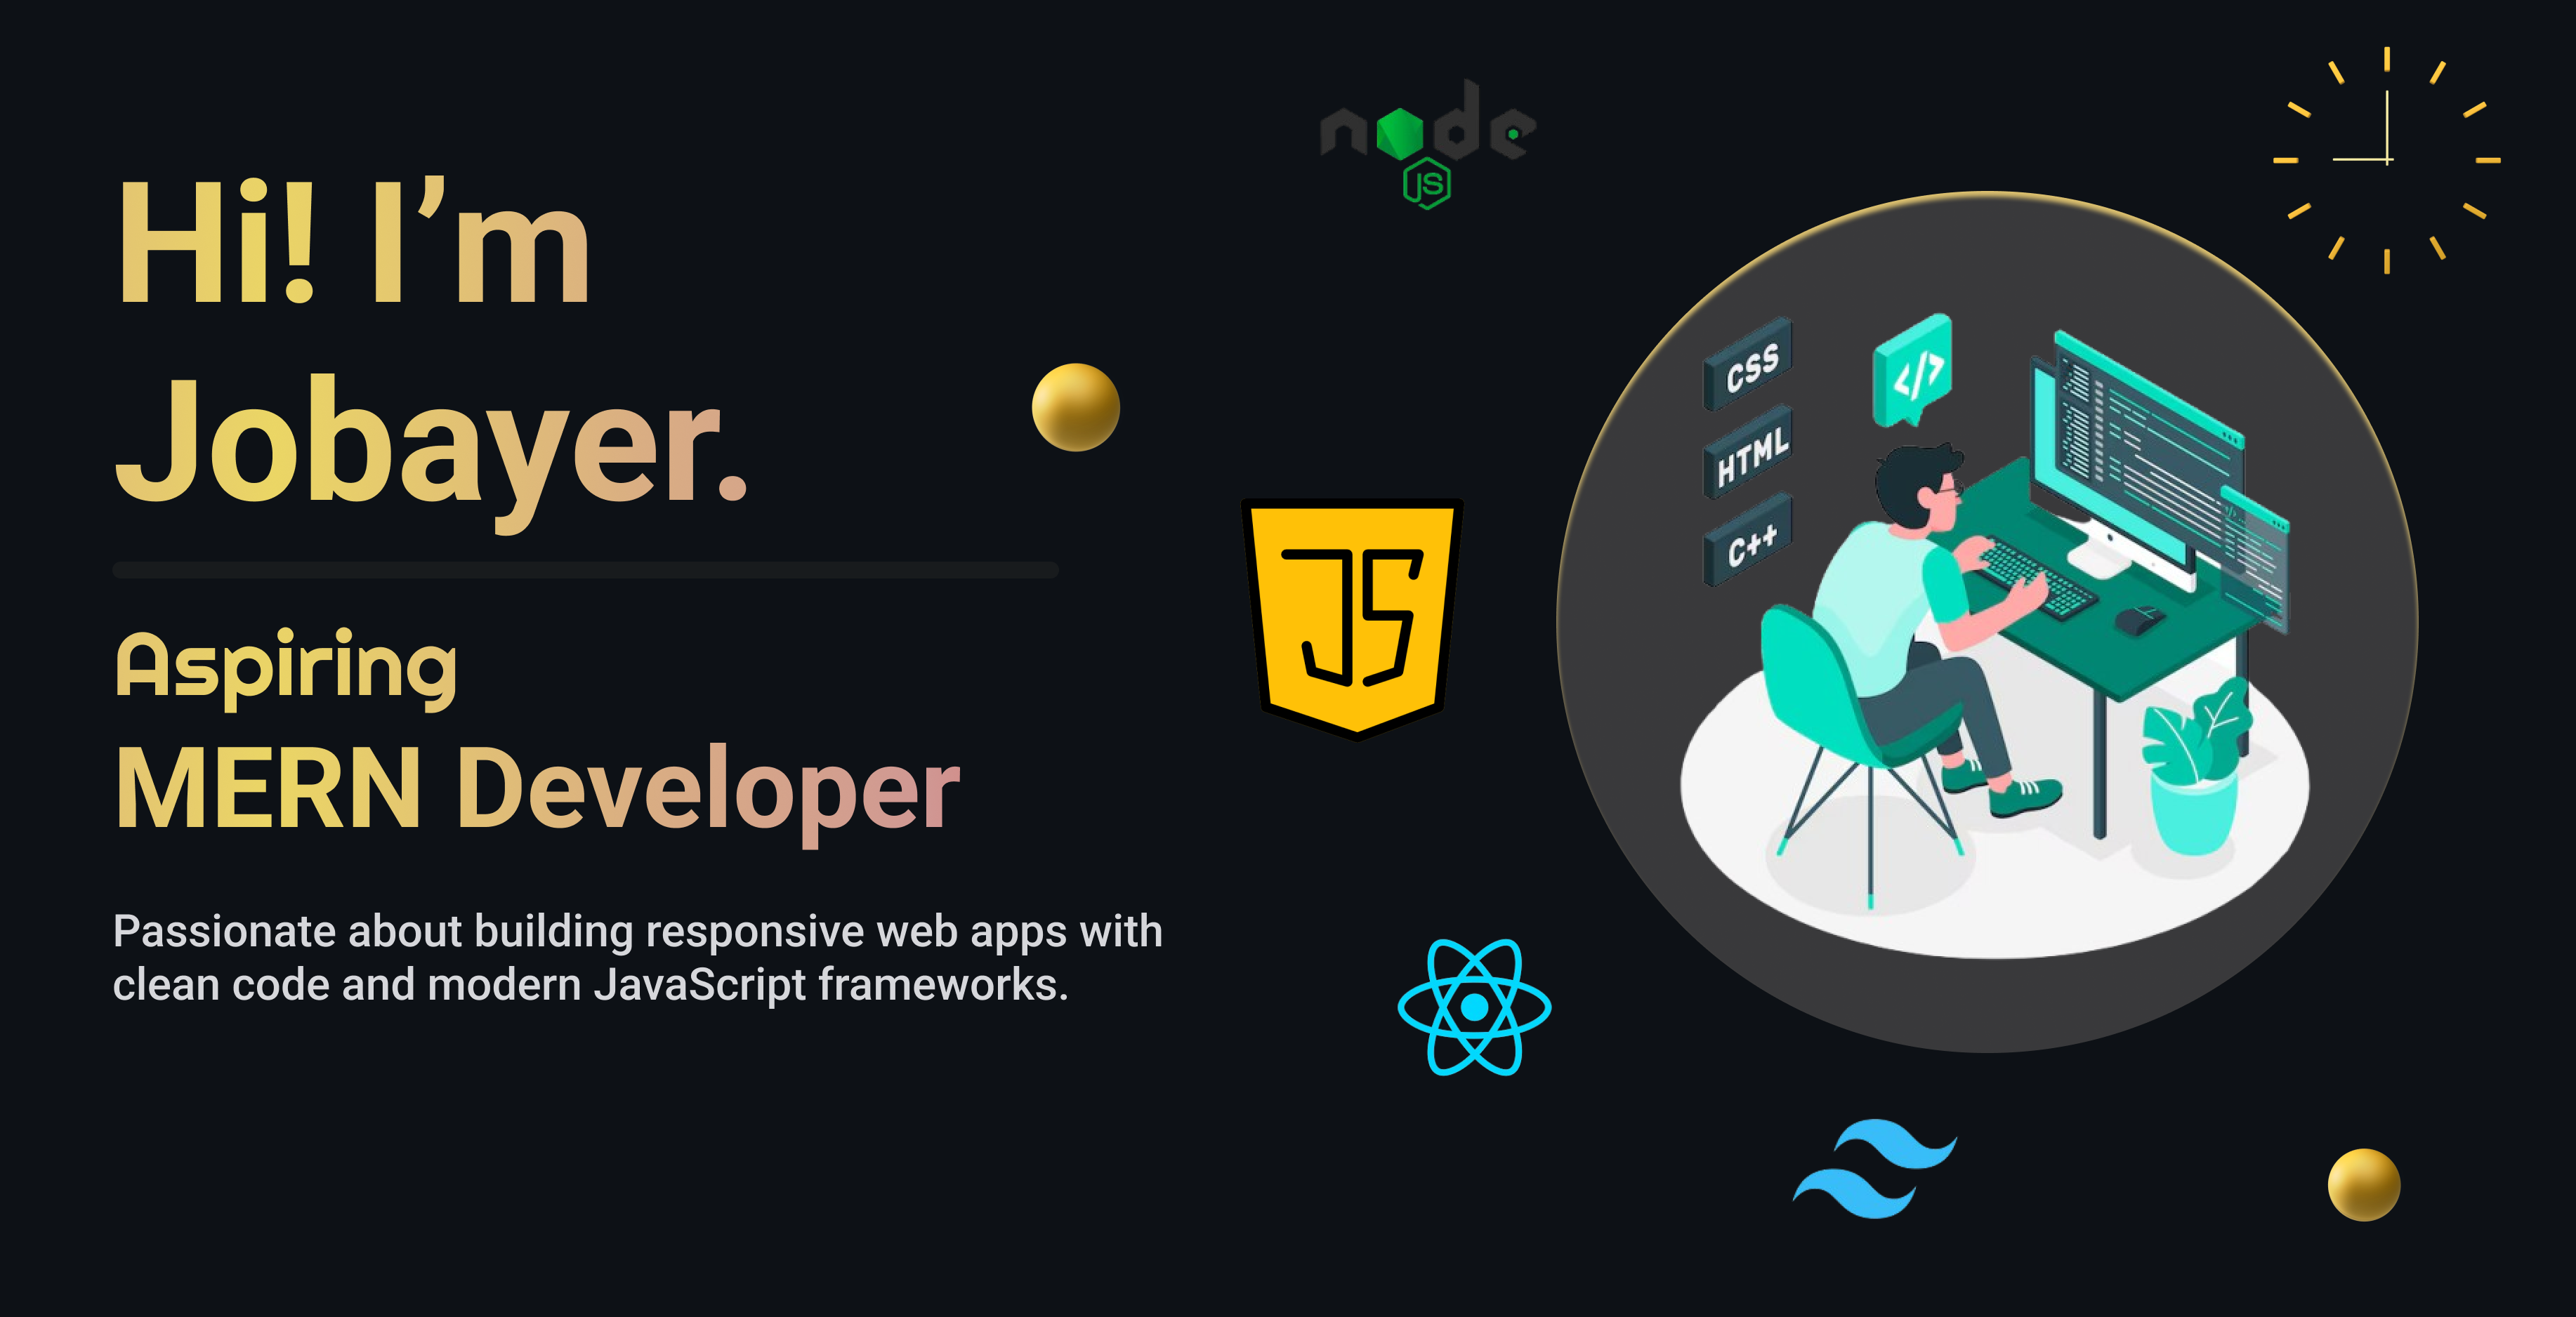 Hi! I’m
Jobayer.
Aspiring
MERN Developer
Passionate about building responsive web apps with
clean code and modern JavaScript frameworks.
node
JS
JS
CSS
</>
HTML
C++